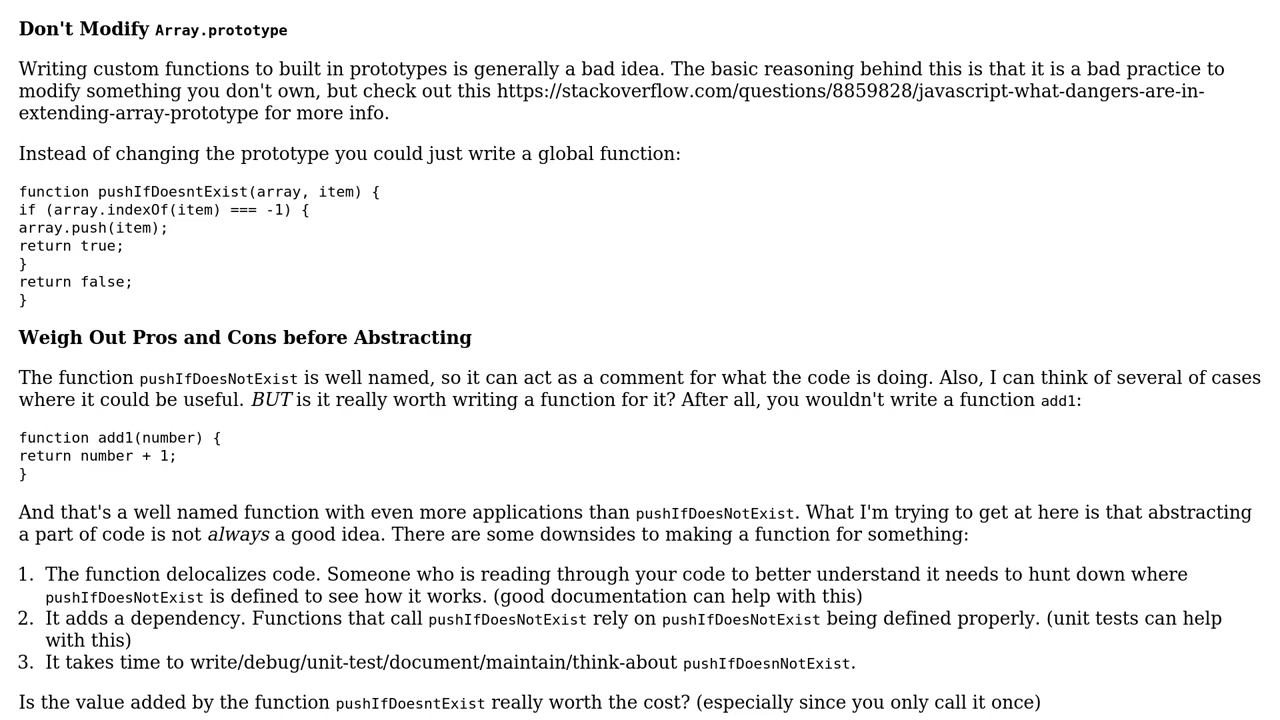 Don't Modify Array.prototype
Writing custom functions to built in prototypes is generally a bad idea. The basic reasoning behind this is that it is a bad practice to
modify something you don't own, but check out this https://stackoverflow.com/questions/8859828/javascript-what-dangers-are-in-
extending-array-prototype for more info.
Instead of changing the prototype you could just write a global function:
function pushIfDoesntExist(array, item) {
if (array.indexOf(item) === -1) {
array.push(item);
return true;
}
return false;
}
Weigh Out Pros and Cons before Abstracting
The function pushIfDoesNotExist is well named, so it can act as a comment for what the code is doing. Also, I can think of several of cases
where it could be useful. BUT is it really worth writing a function for it? After all, you wouldn't write a function add1:
function add1(number) {
return number + 1;
}
And that's a well named function with even more applications than pushIfDoesNotExist. What I'm trying to get at here is that abstracting
a part of code is not always a good idea. There are some downsides to making a function for something:
1. The function delocalizes code. Someone who is reading through your code to better understand it needs to hunt down where
pushIfDoesNotExist is defined to see how it works. (good documentation can help with this)
2. It adds a dependency. Functions that call pushIfDoesNotExist rely on pushIfDoesNotExist being defined properly. (unit tests can help
with this)
3. It takes time to write/debug/unit-test/document/maintain/think-about pushIfDoesnNotExist.
Is the value added by the function pushIfDoesntExist really worth the cost? (especially since you only call it once)